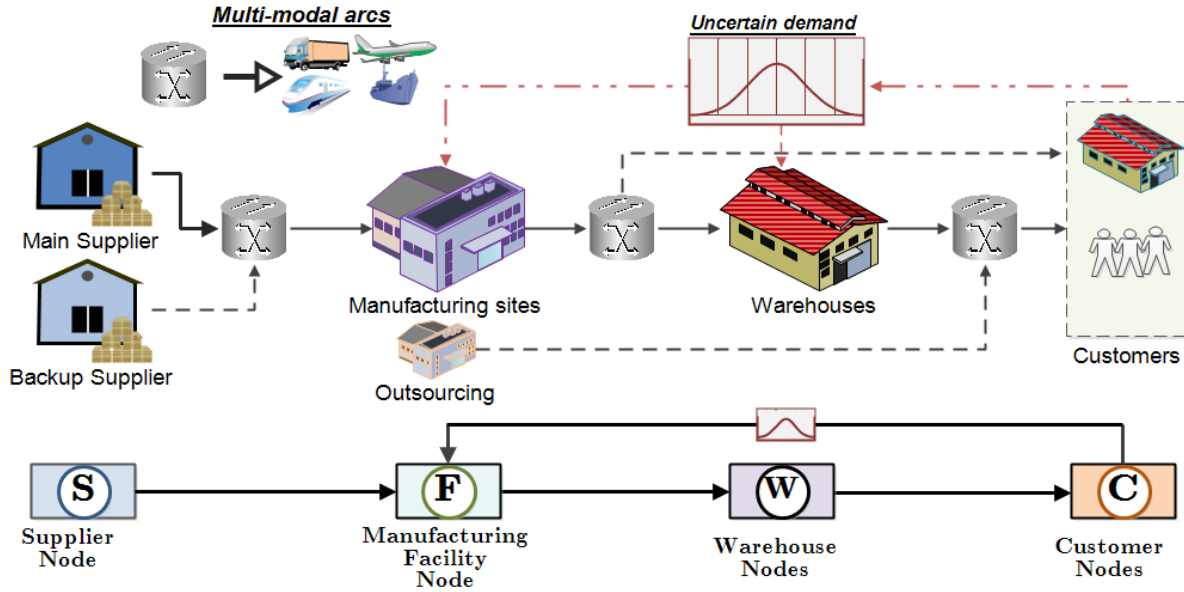 Multi-modal arcs
Uncertain demand
Main Supplier
Manufacturing sites
Warehouses
Backup Supplier
Outsourcing
Customers
S
F
W
C
Supplier
Node
Manufacturing
Facility
Node
Warehouse
Nodes
Customer
Nodes